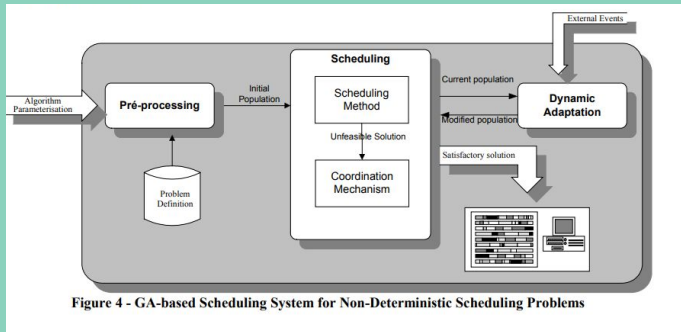 External Events
Scheduling
Algorithm
Parameterisation
Pré-processing
Initial
Population
Scheduling
Method
Current population
Dynamic
Adaptation
Modified population
Unfeasible Solution
Satisfactory solution
Coordination
Mechanism
Problem
Definition
Figure 4 - GA-based Scheduling System for Non-Deterministic Scheduling Problems